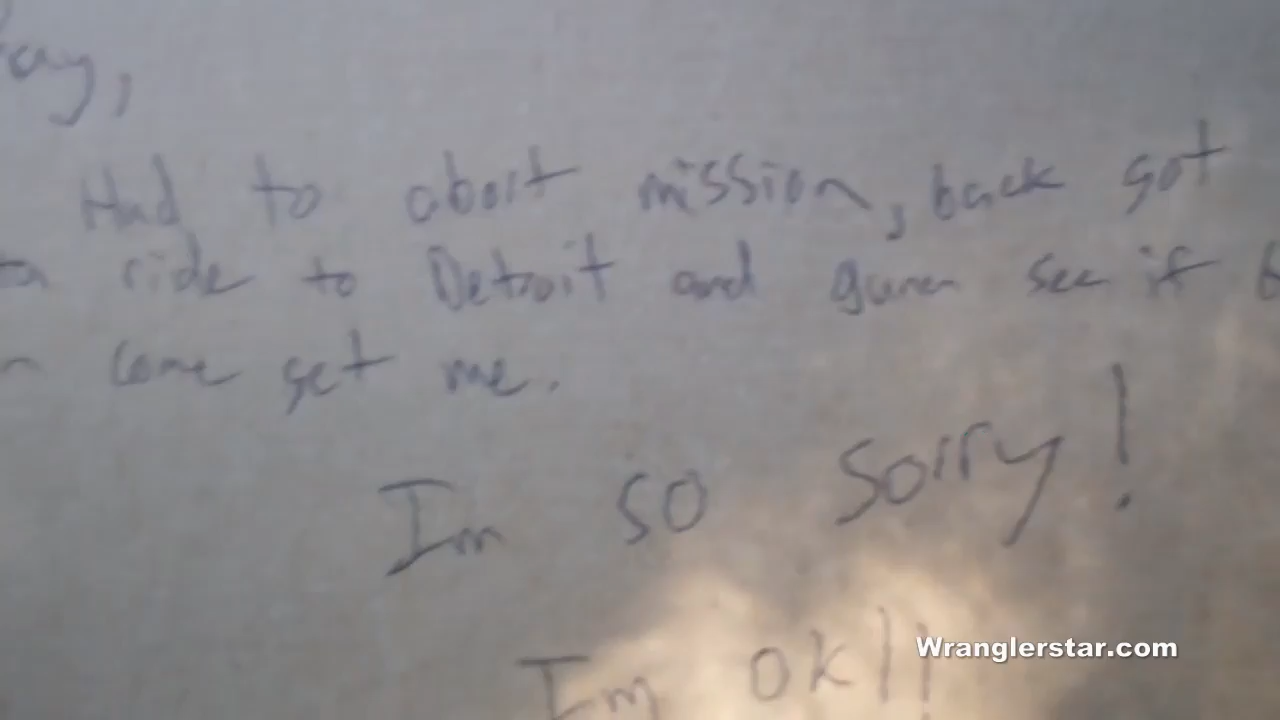 Had to abort mission, back got
ride to Detroit and gunna see if
come get me.
Im so sorry!
Im ok!!
Wranglerstar.com